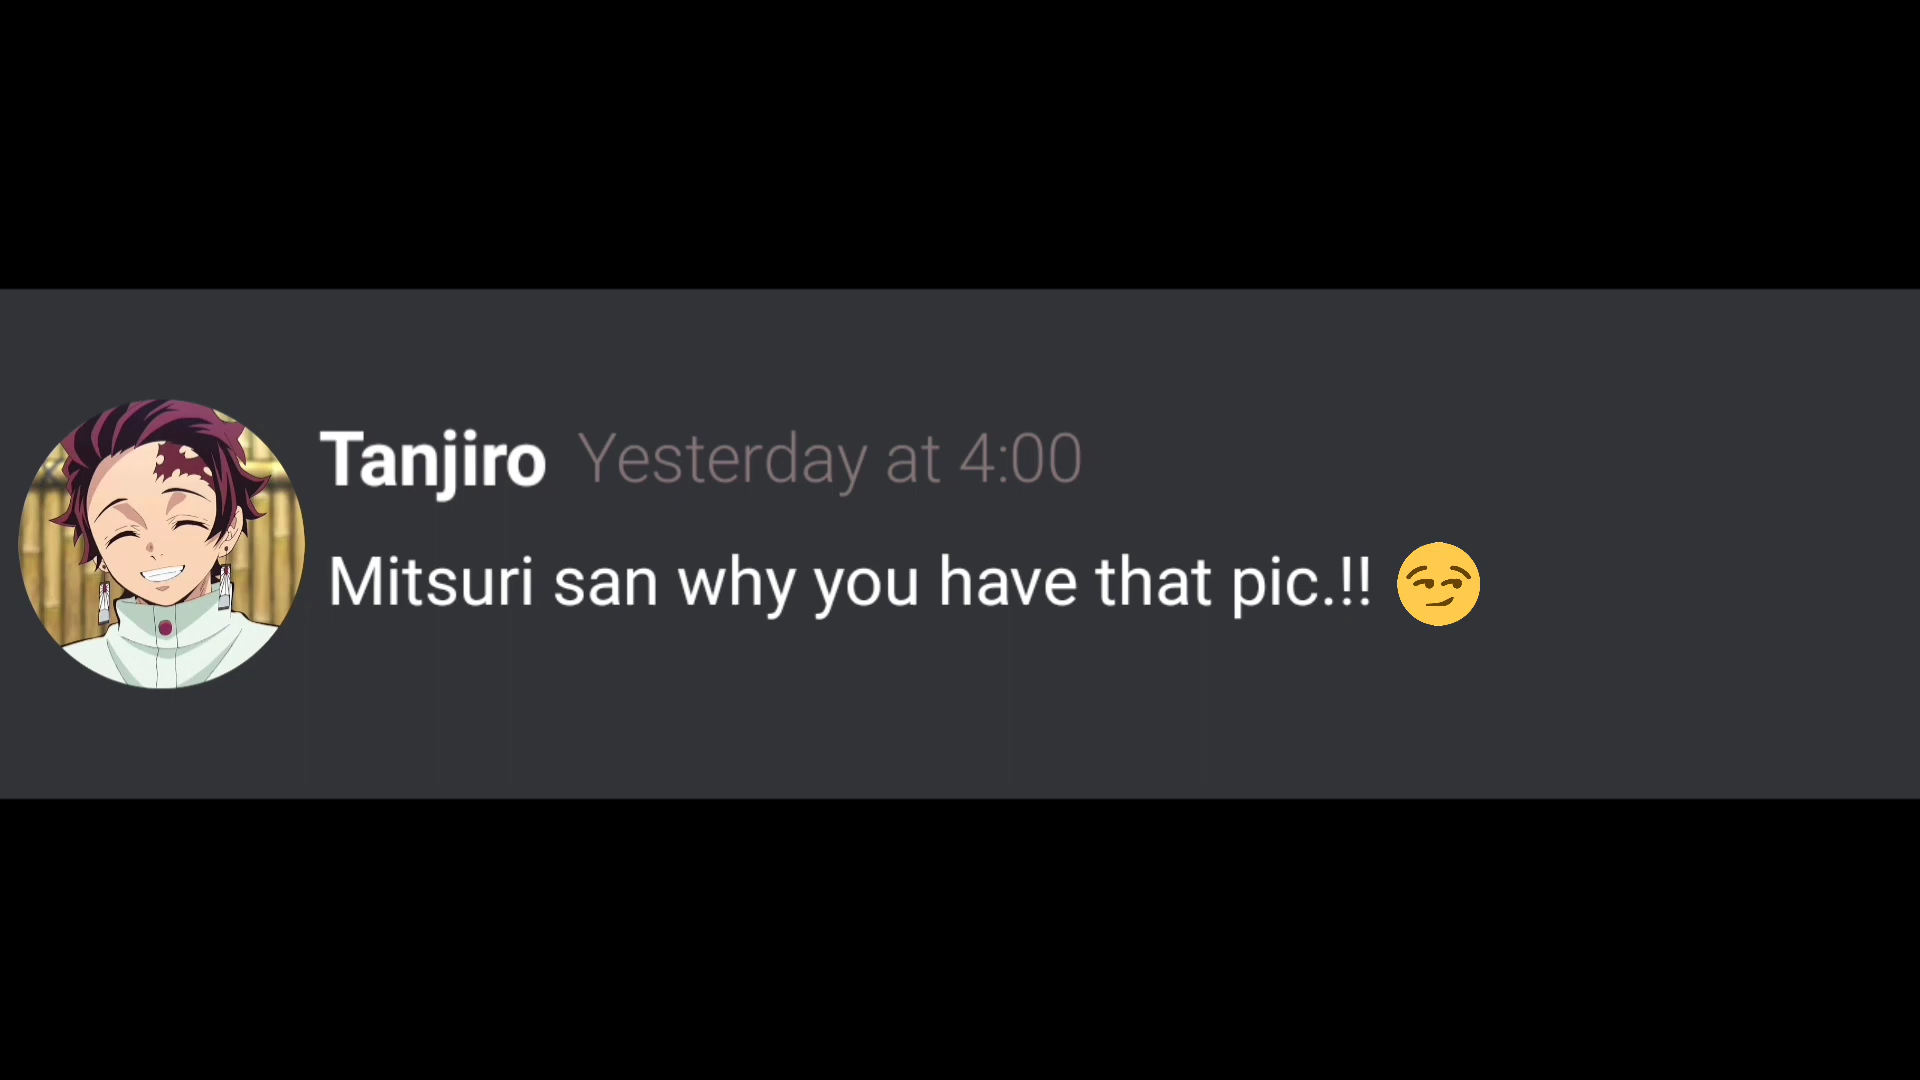 Tanjiro Yesterday at 4:00
Mitsuri san why you have that pic.!! 😏